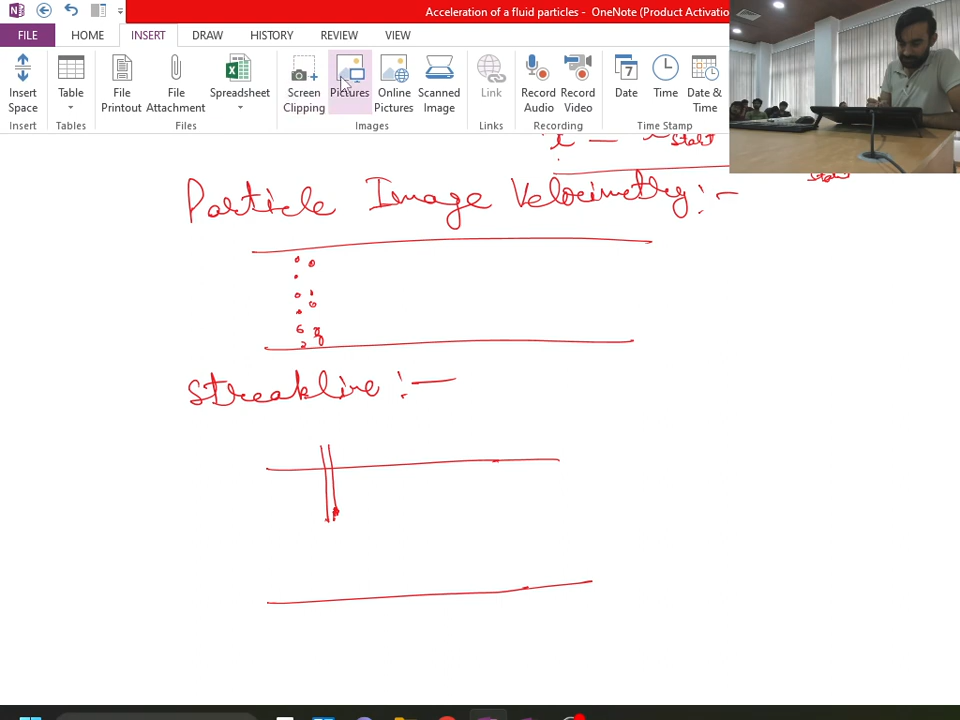 Acceleration of a fluid particles - OneNote (Product Activatio
FILE HOME INSERT DRAW HISTORY REVIEW VIEW
Insert Space Table File Printout File Attachment Spreadsheet Screen Clipping Pictures Online Pictures Scanned Image Link Record Audio Record Video Date Time Date & Time
Insert Tables Files Images Links Recording Time Stamp
7
start
Particle Image Velocimetry:-
Streakline:-